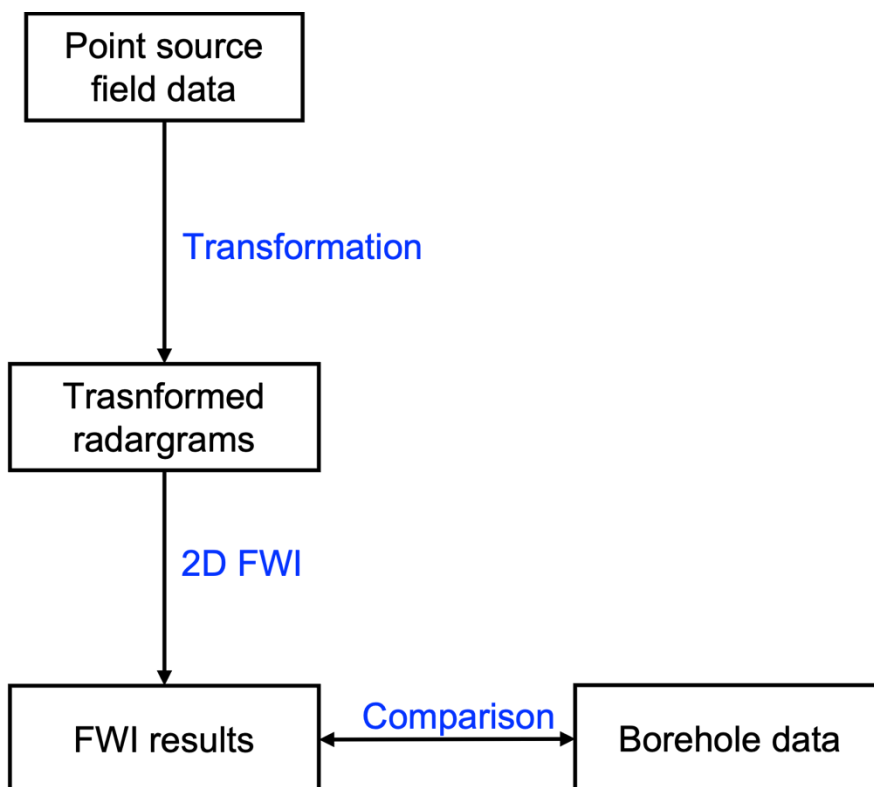 Point source
field data
Transformation
Trasnformed
radargrams
2D FWI
FWI results
Comparison
Borehole data